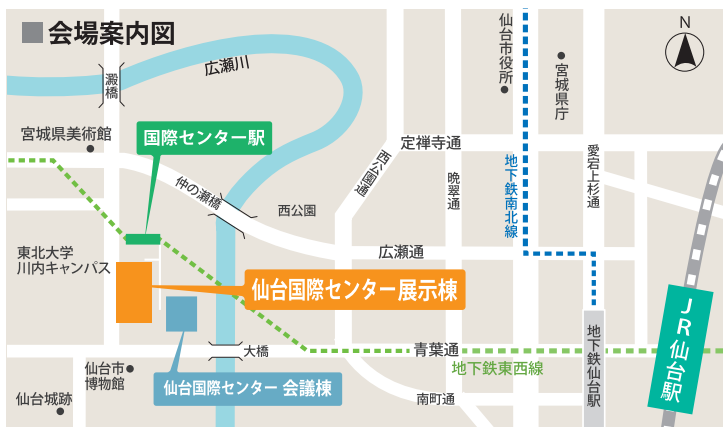 会場案内図
N
広瀬川
澱橋
仙台市役所
宮城県庁
宮城県美術館
国際センター駅
定禅寺通
西公園通
晩翠通
地下鉄南北線
愛宕上杉通
仲の瀬橋
西公園
東北大学
川内キャンパス
広瀬通
仙台国際センター展示棟
JR仙台駅
大橋
青葉通
地下鉄仙台駅
地下鉄東西線
仙台市
博物館
仙台国際センター 会議棟
仙台城跡
南町通